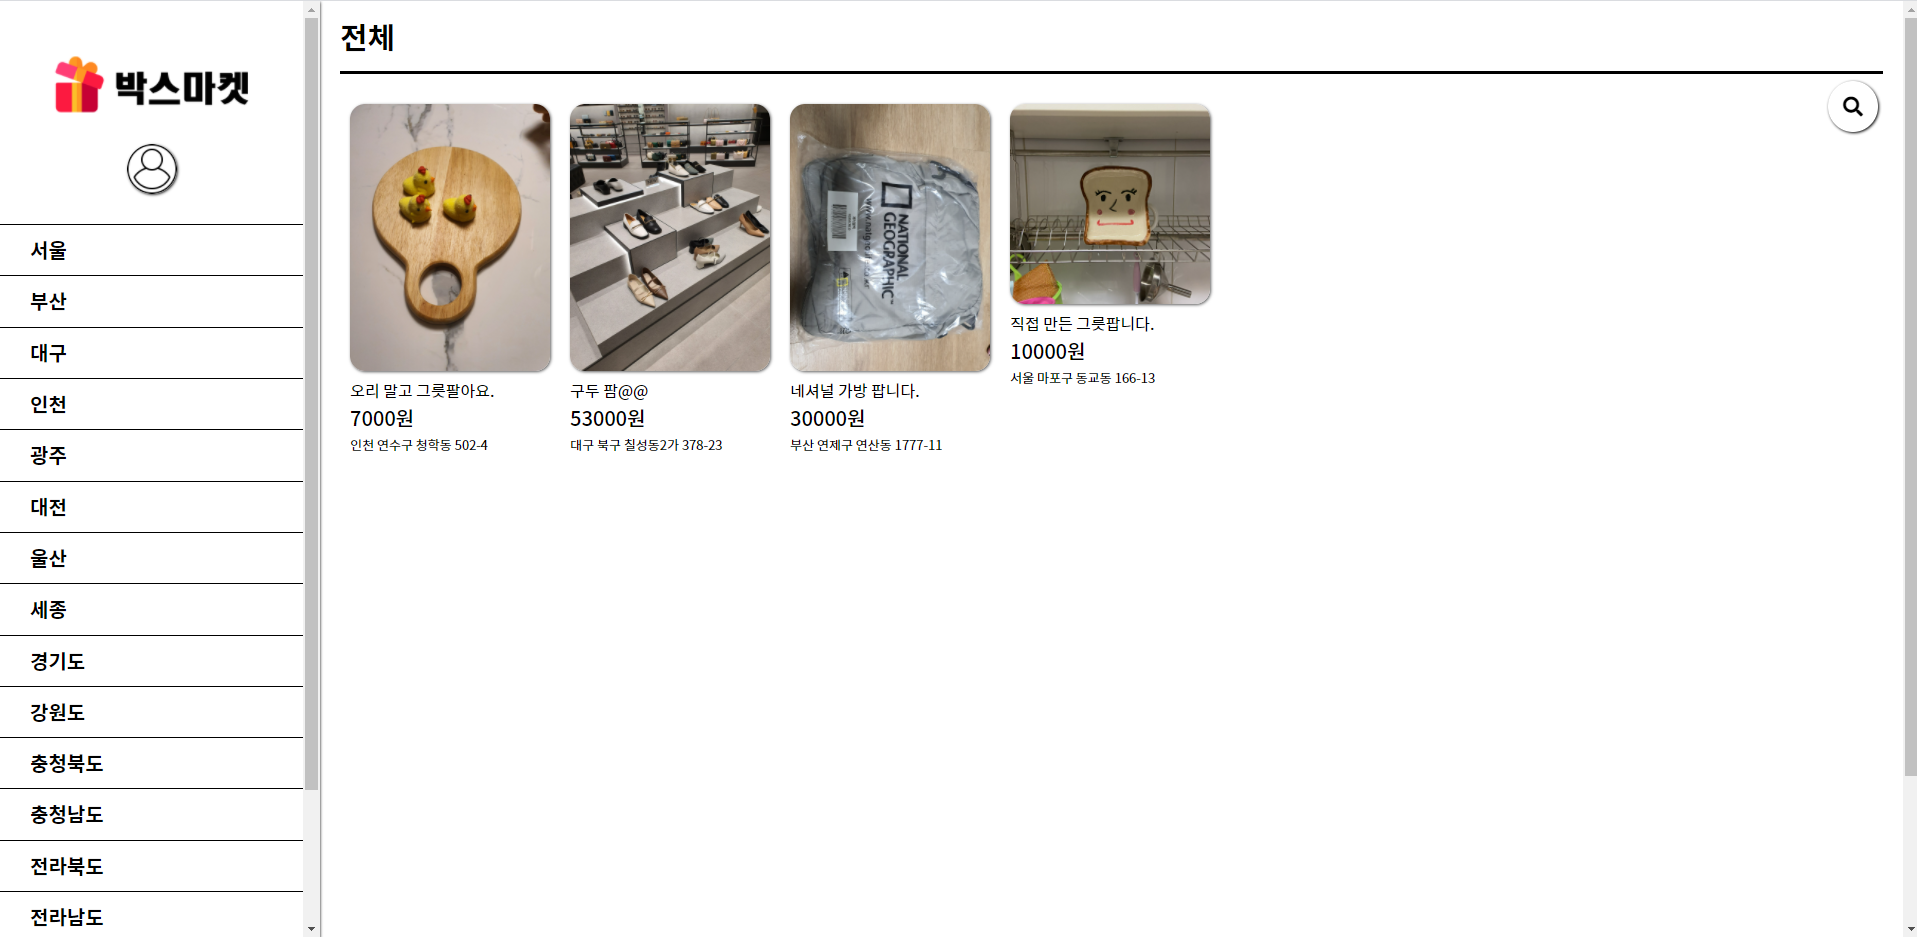 박스마켓
서울
부산
대구
인천
광주
대전
울산
세종
경기도
강원도
충청북도
충청남도
전라북도
전라남도
전체
오리 말고 그릇팔아요.
7000원
인천 연수구 청학동 502-4
구두 팜@@
53000원
대구 북구 칠성동2가 378-23
NATIONAL
GEOGRAPHIC™
네셔널 가방 팝니다.
30000원
부산 연제구 연산동 1777-11
직접 만든 그릇팝니다.
10000원
서울 마포구 동교동 166-13